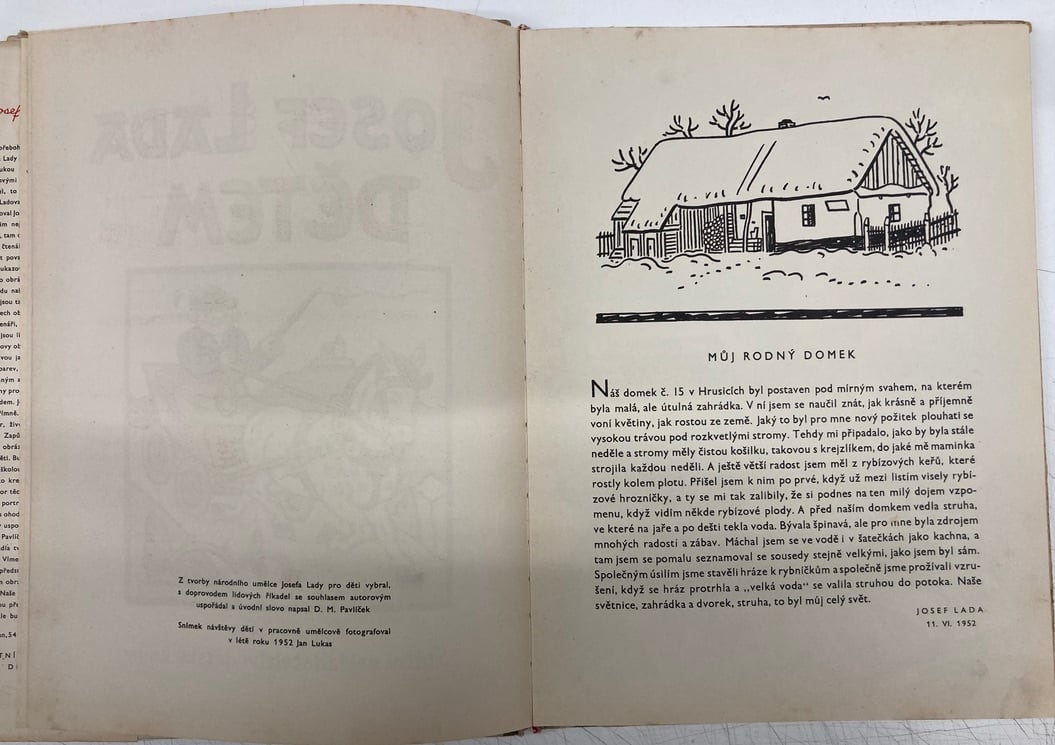 Z tvorby národního umělce Josefa Lady pro děti vybral,
s doprovodem lidových říkadel se souhlasem autorovým
uspořádal a úvodní slovo napsal D. M. Pavlíček
Snímek návštěvy dětí v pracovně umělcově fotografoval
v létě roku 1952 Jan Lukas
MŮJ RODNÝ DOMEK
Náš domek č. 15 v Hrusicích byl postaven pod mírným svahem, na kterém
byla malá, ale útulná zahrádka. V ní jsem se naučil znát, jak krásně a příjemně
voní květiny, jak rostou ze země. Jaký to byl pro mne nový požitek plouhati se
vysokou trávou pod rozkvetlými stromy. Tehdy mi připadalo, jako by byla stále
neděle a stromy měly čistou košilku, takovou s krejzlíkem, do jaké mě maminka
strojila každou neděli. A ještě větší radost jsem měl z rybízových keřů, které
rostly kolem plotu. Přišel jsem k nim po prvé, když už mezi listím visely rybí-
zové hrozníčky, a ty se mi tak zalíbily, že si podnes na ten milý dojem vzpo-
menu, když vidím někde rybízové plody. A před naším domkem vedla struha,
ve které na jaře a po dešti tekla voda. Bývala špinavá, ale pro mne byla zdrojem
mnohých radostí a zábav. Máchal jsem se ve vodě i v šatečkách jako kachna, a
tam jsem se pomalu seznamoval se sousedy stejně velkými, jako jsem byl sám.
Společným úsilím jsme stavěli hráze k rybníčkům a společně jsme prožívali vzru-
šení, když se hráz protrhla a „velká voda“ se valila struhou do potoka. Naše
světnice, zahrádka a dvorek, struha, to byl můj celý svět.
JOSEF LADA
11. VI. 1952